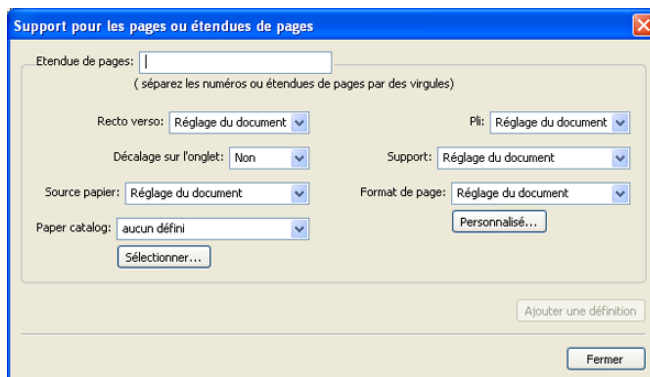 Support pour les pages ou étendues de pages
Etendue de pages:
( séparez les numéros ou étendues de pages par des virgules)
Recto verso: Réglage du document
Pli: Réglage du document
Décalage sur l'onglet: Non
Support: Réglage du document
Source papier: Réglage du document
Format de page: Réglage du document
Paper catalog: aucun défini
Personnalisé...
Sélectionner...
Ajouter une définition
Fermer